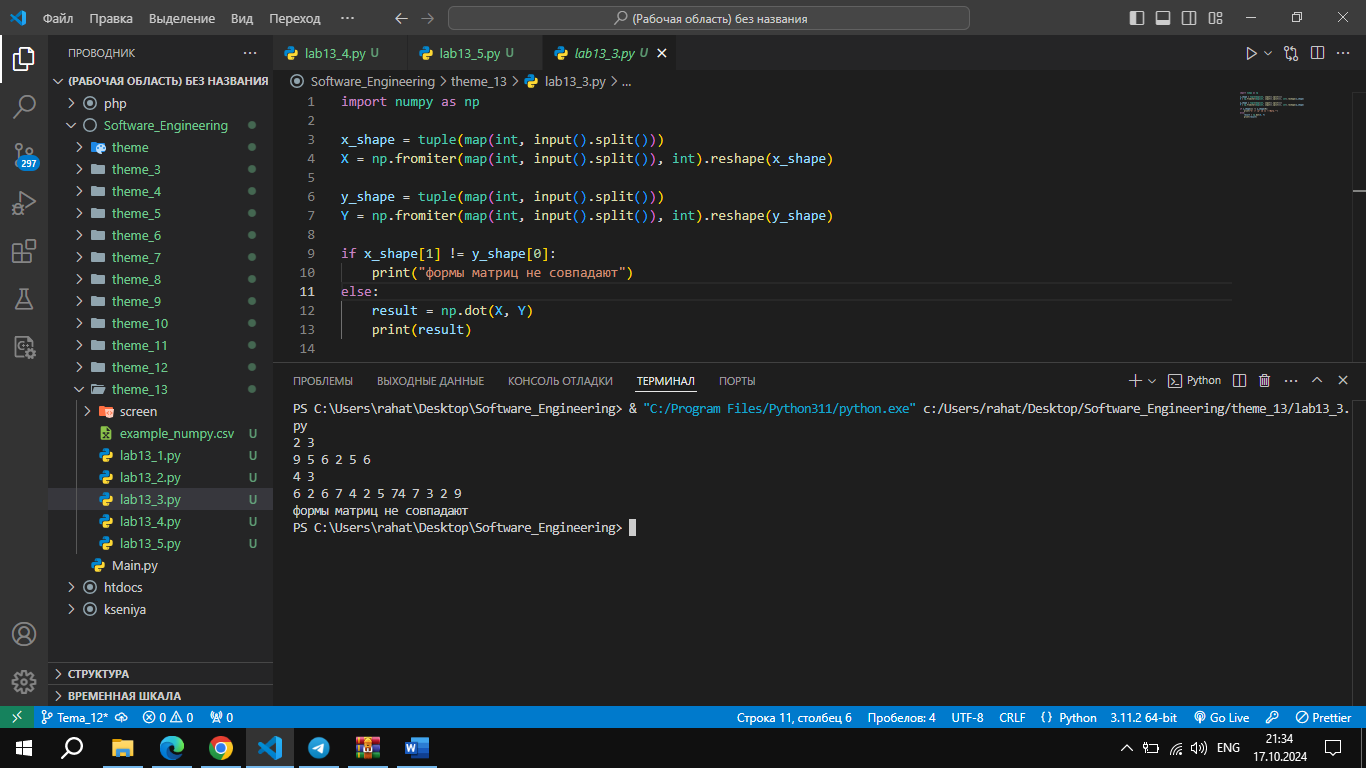 Файл Правка Выделение Вид Переход ··· (Рабочая область) без названия
ПРОВОДНИК ···
lab13_4.py U lab13_5.py U lab13_3.py U
(РАБОЧАЯ ОБЛАСТЬ) БЕЗ НАЗВАНИЯ
php
Software_Engineering
theme
theme_3
theme_4
theme_5
theme_6
theme_7
theme_8
theme_9
theme_10
theme_11
theme_12
theme_13
screen
example_numpy.csv U
lab13_1.py U
lab13_2.py U
lab13_3.py U
lab13_4.py U
lab13_5.py U
Main.py
htdocs
kseniya
СТРУКТУРА
ВРЕМЕННАЯ ШКАЛА
297
Software_Engineering > theme_13 > lab13_3.py > ...
1 import numpy as np
2
3 x_shape = tuple(map(int, input().split()))
4 X = np.fromiter(map(int, input().split()), int).reshape(x_shape)
5
6 y_shape = tuple(map(int, input().split()))
7 Y = np.fromiter(map(int, input().split()), int).reshape(y_shape)
8
9 if x_shape[1] != y_shape[0]:
10 print("формы матриц не совпадают")
11 else:
12 result = np.dot(X, Y)
13 print(result)
14
ПРОБЛЕМЫ ВЫХОДНЫЕ ДАННЫЕ КОНСОЛЬ ОТЛАДКИ ТЕРМИНАЛ ПОРТЫ Python
PS C:\Users\rahat\Desktop\Software_Engineering> & "C:/Program Files/Python311/python.exe" c:/Users/rahat/Desktop/Software_Engineering/theme_13/lab13_3.
py
2 3
9 5 6 2 5 6
4 3
6 2 6 7 4 2 5 74 7 3 2 9
формы матриц не совпадают
PS C:\Users\rahat\Desktop\Software_Engineering>
Tema_12* 0 0 0 Строка 11, столбец 6 Пробелов: 4 UTF-8 CRLF Python 3.11.2 64-bit Go Live Prettier
ENG 21:34
17.10.2024